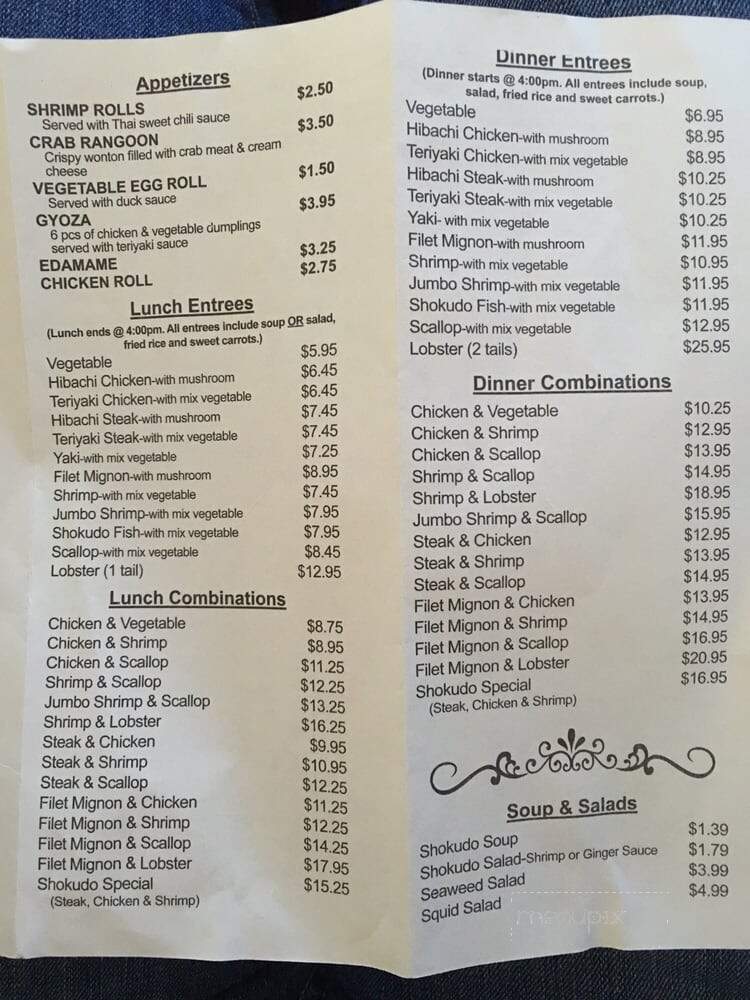 Appetizers
SHRIMP ROLLS $2.50
Served with Thai sweet chili sauce
CRAB RANGOON $3.50
Crispy wonton filled with crab meat & cream
cheese
VEGETABLE EGG ROLL $1.50
Served with duck sauce
GYOZA $3.95
6 pcs of chicken & vegetable dumplings
served with teriyaki sauce
EDAMAME $3.25
CHICKEN ROLL $2.75
Lunch Entrees
(Lunch ends @ 4:00pm. All entrees include soup OR salad,
fried rice and sweet carrots.)
Vegetable $5.95
Hibachi Chicken-with mushroom $6.45
Teriyaki Chicken-with mix vegetable $6.45
Hibachi Steak-with mushroom $7.45
Teriyaki Steak-with mix vegetable $7.45
Yaki-with mix vegetable $7.25
Filet Mignon-with mushroom $8.95
Shrimp-with mix vegetable $7.45
Jumbo Shrimp-with mix vegetable $7.95
Shokudo Fish-with mix vegetable $7.95
Scallop-with mix vegetable $8.45
Lobster (1 tail) $12.95
Lunch Combinations
Chicken & Vegetable $8.75
Chicken & Shrimp $8.95
Chicken & Scallop $11.25
Shrimp & Scallop $12.25
Jumbo Shrimp & Scallop $13.25
Shrimp & Lobster $16.25
Steak & Chicken $9.95
Steak & Shrimp $10.95
Steak & Scallop $12.25
Filet Mignon & Chicken $11.25
Filet Mignon & Shrimp $12.25
Filet Mignon & Scallop $14.25
Filet Mignon & Lobster $17.95
Shokudo Special $15.25
(Steak, Chicken & Shrimp)
Dinner Entrees
(Dinner starts @ 4:00pm. All entrees include soup,
salad, fried rice and sweet carrots.)
Vegetable $6.95
Hibachi Chicken-with mushroom $8.95
Teriyaki Chicken-with mix vegetable $8.95
Hibachi Steak-with mushroom $10.25
Teriyaki Steak-with mix vegetable $10.25
Yaki- with mix vegetable $10.25
Filet Mignon-with mushroom $11.95
Shrimp-with mix vegetable $10.95
Jumbo Shrimp-with mix vegetable $11.95
Shokudo Fish-with mix vegetable $11.95
Scallop-with mix vegetable $12.95
Lobster (2 tails) $25.95
Dinner Combinations
Chicken & Vegetable $10.25
Chicken & Shrimp $12.95
Chicken & Scallop $13.95
Shrimp & Scallop $14.95
Shrimp & Lobster $18.95
Jumbo Shrimp & Scallop $15.95
Steak & Chicken $12.95
Steak & Shrimp $13.95
Steak & Scallop $14.95
Filet Mignon & Chicken $13.95
Filet Mignon & Shrimp $14.95
Filet Mignon & Scallop $16.95
Filet Mignon & Lobster $20.95
Shokudo Special $16.95
(Steak, Chicken & Shrimp)
Soup & Salads
Shokudo Soup $1.39
Shokudo Salad-Shrimp or Ginger Sauce $1.79
Seaweed Salad $3.99
Squid Salad $4.99
menupix